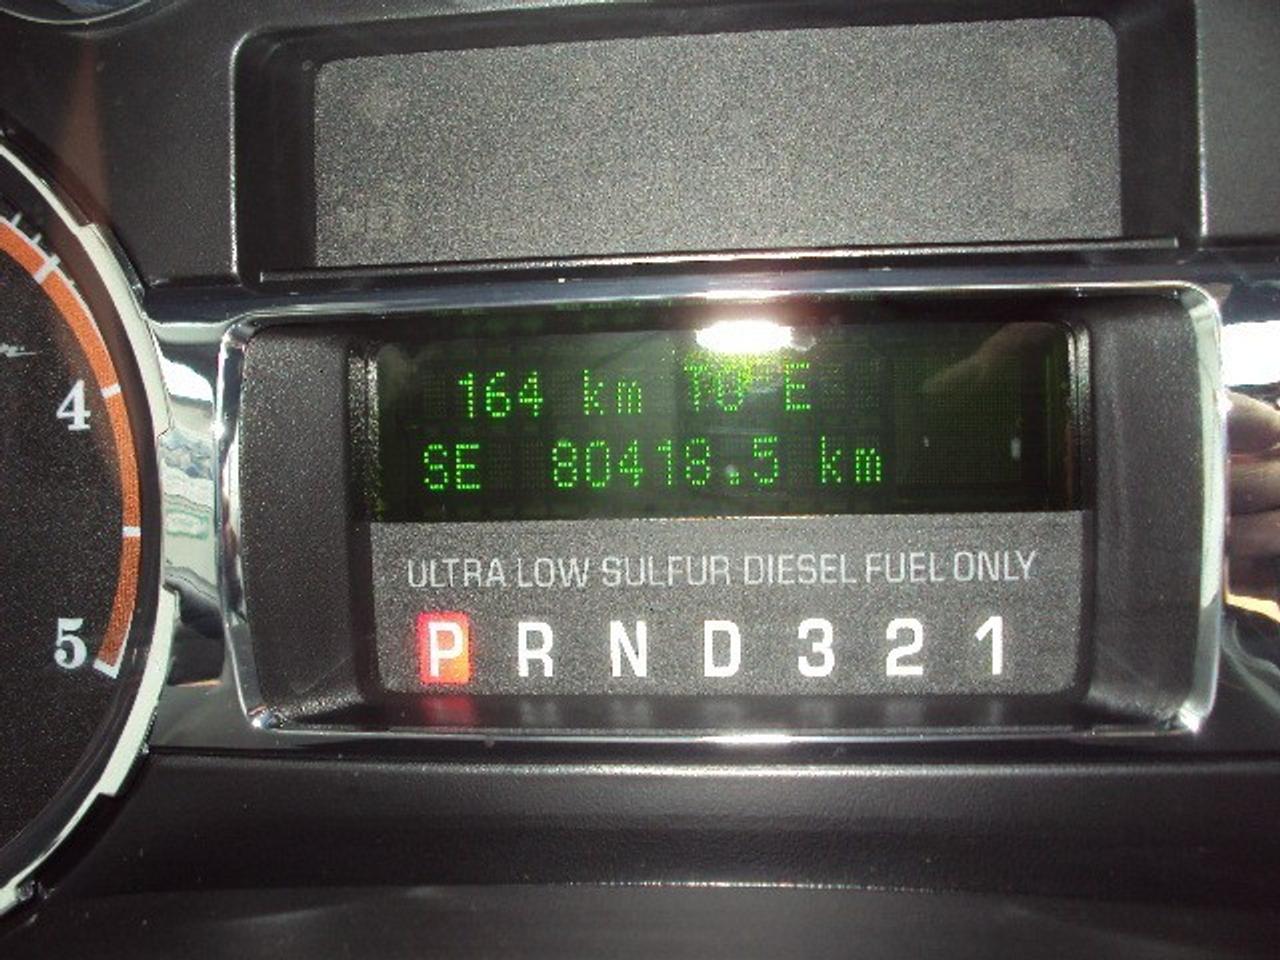 164 km TO E
SE 80418.5 km
ULTRA LOW SULFUR DIESEL FUEL ONLY
P R N D 3 2 1
4
5